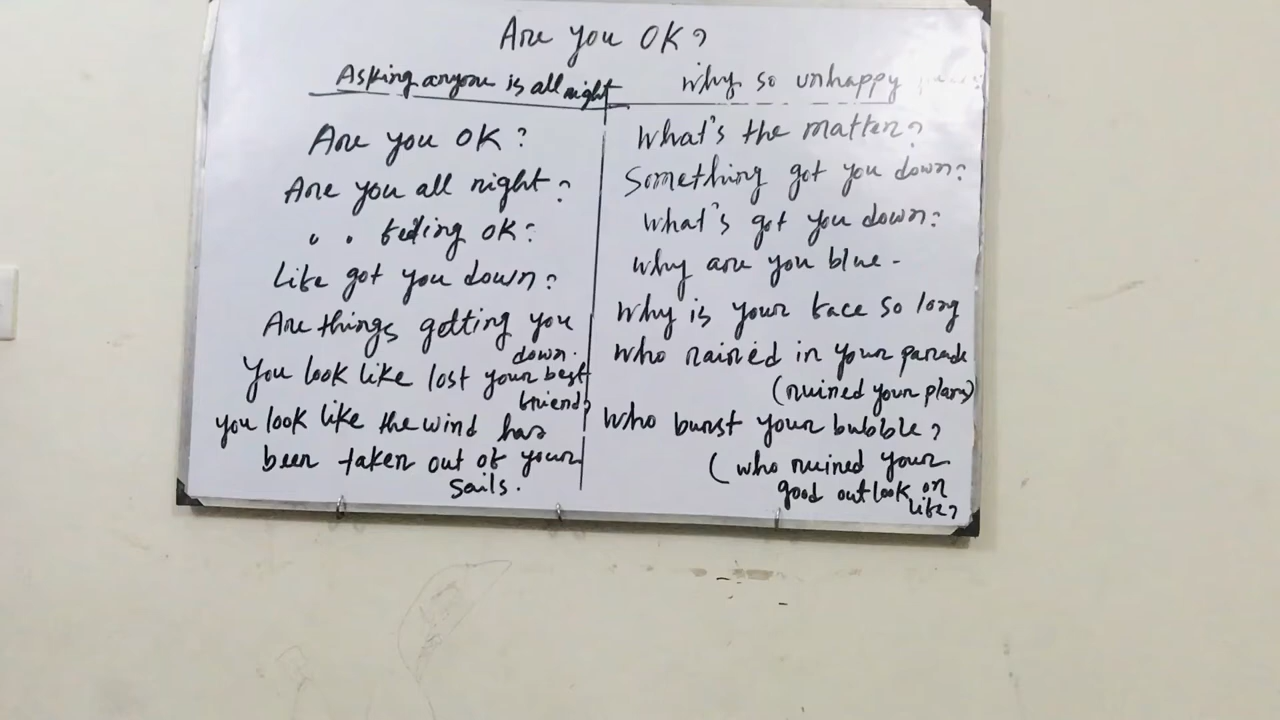 Are you OK?
Asking anyone is all right
Why so unhappy
Are you OK?
Are you all right?
" " feeling OK?
Life got you down?
Are things getting you
down.
You look like lost your best
friend?
you look like the wind has
been taken out of your
sails.
What's the matter?
Something got you down?
What's got you down?
Why are you blue -
Why is your face so long
Who rained in your parade
(ruined your plans)
Who burst your bubble?
( who ruined your
good outlook on
life?